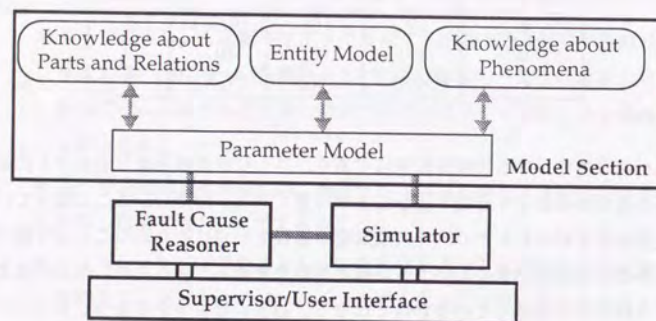 Knowledge about
Parts and Relations
Entity Model
Knowledge about
Phenomena
Parameter Model
Model Section
Fault Cause
Reasoner
Simulator
Supervisor/User Interface